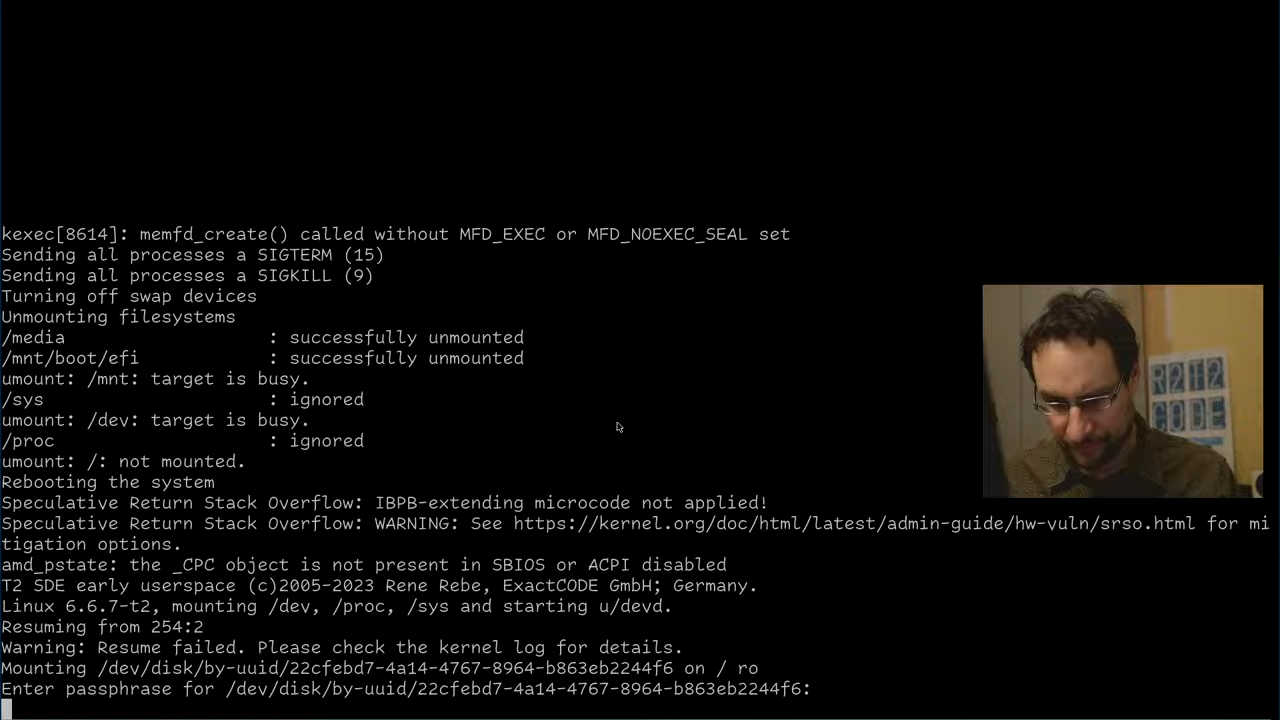 kexec[8614]: memfd_create() called without MFD_EXEC or MFD_NOEXEC_SEAL set
Sending all processes a SIGTERM (15)
Sending all processes a SIGKILL (9)
Turning off swap devices
Unmounting filesystems
/media : successfully unmounted
/mnt/boot/efi : successfully unmounted
umount: /mnt: target is busy.
/sys : ignored
umount: /dev: target is busy.
/proc : ignored
umount: /: not mounted.
Rebooting the system
Speculative Return Stack Overflow: IBPB-extending microcode not applied!
Speculative Return Stack Overflow: WARNING: See https://kernel.org/doc/html/latest/admin-guide/hw-vuln/srso.html for mi
tigation options.
amd_pstate: the _CPC object is not present in SBIOS or ACPI disabled
T2 SDE early userspace (c)2005-2023 Rene Rebe, ExactCODE GmbH; Germany.
Linux 6.6.7-t2, mounting /dev, /proc, /sys and starting u/devd.
Resuming from 254:2
Warning: Resume failed. Please check the kernel log for details.
Mounting /dev/disk/by-uuid/22cfebd7-4a14-4767-8964-b863eb2244f6 on / ro
Enter passphrase for /dev/disk/by-uuid/22cfebd7-4a14-4767-8964-b863eb2244f6: